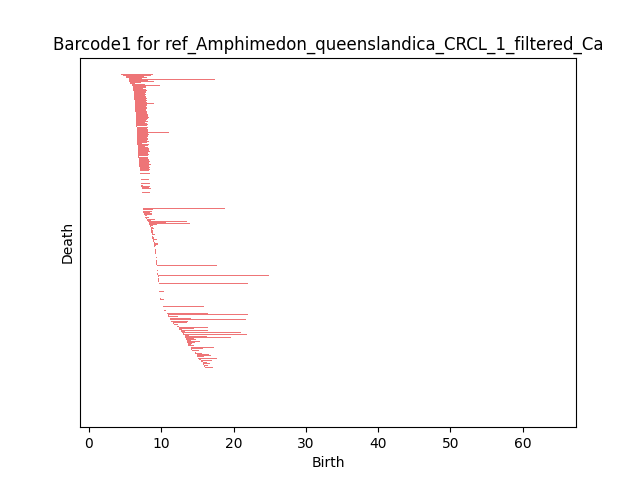 Barcode1 for ref_Amphimedon_queenslandica_CRCL_1_filtered_Ca
Death
0 10 20 30 40 50 60
Birth